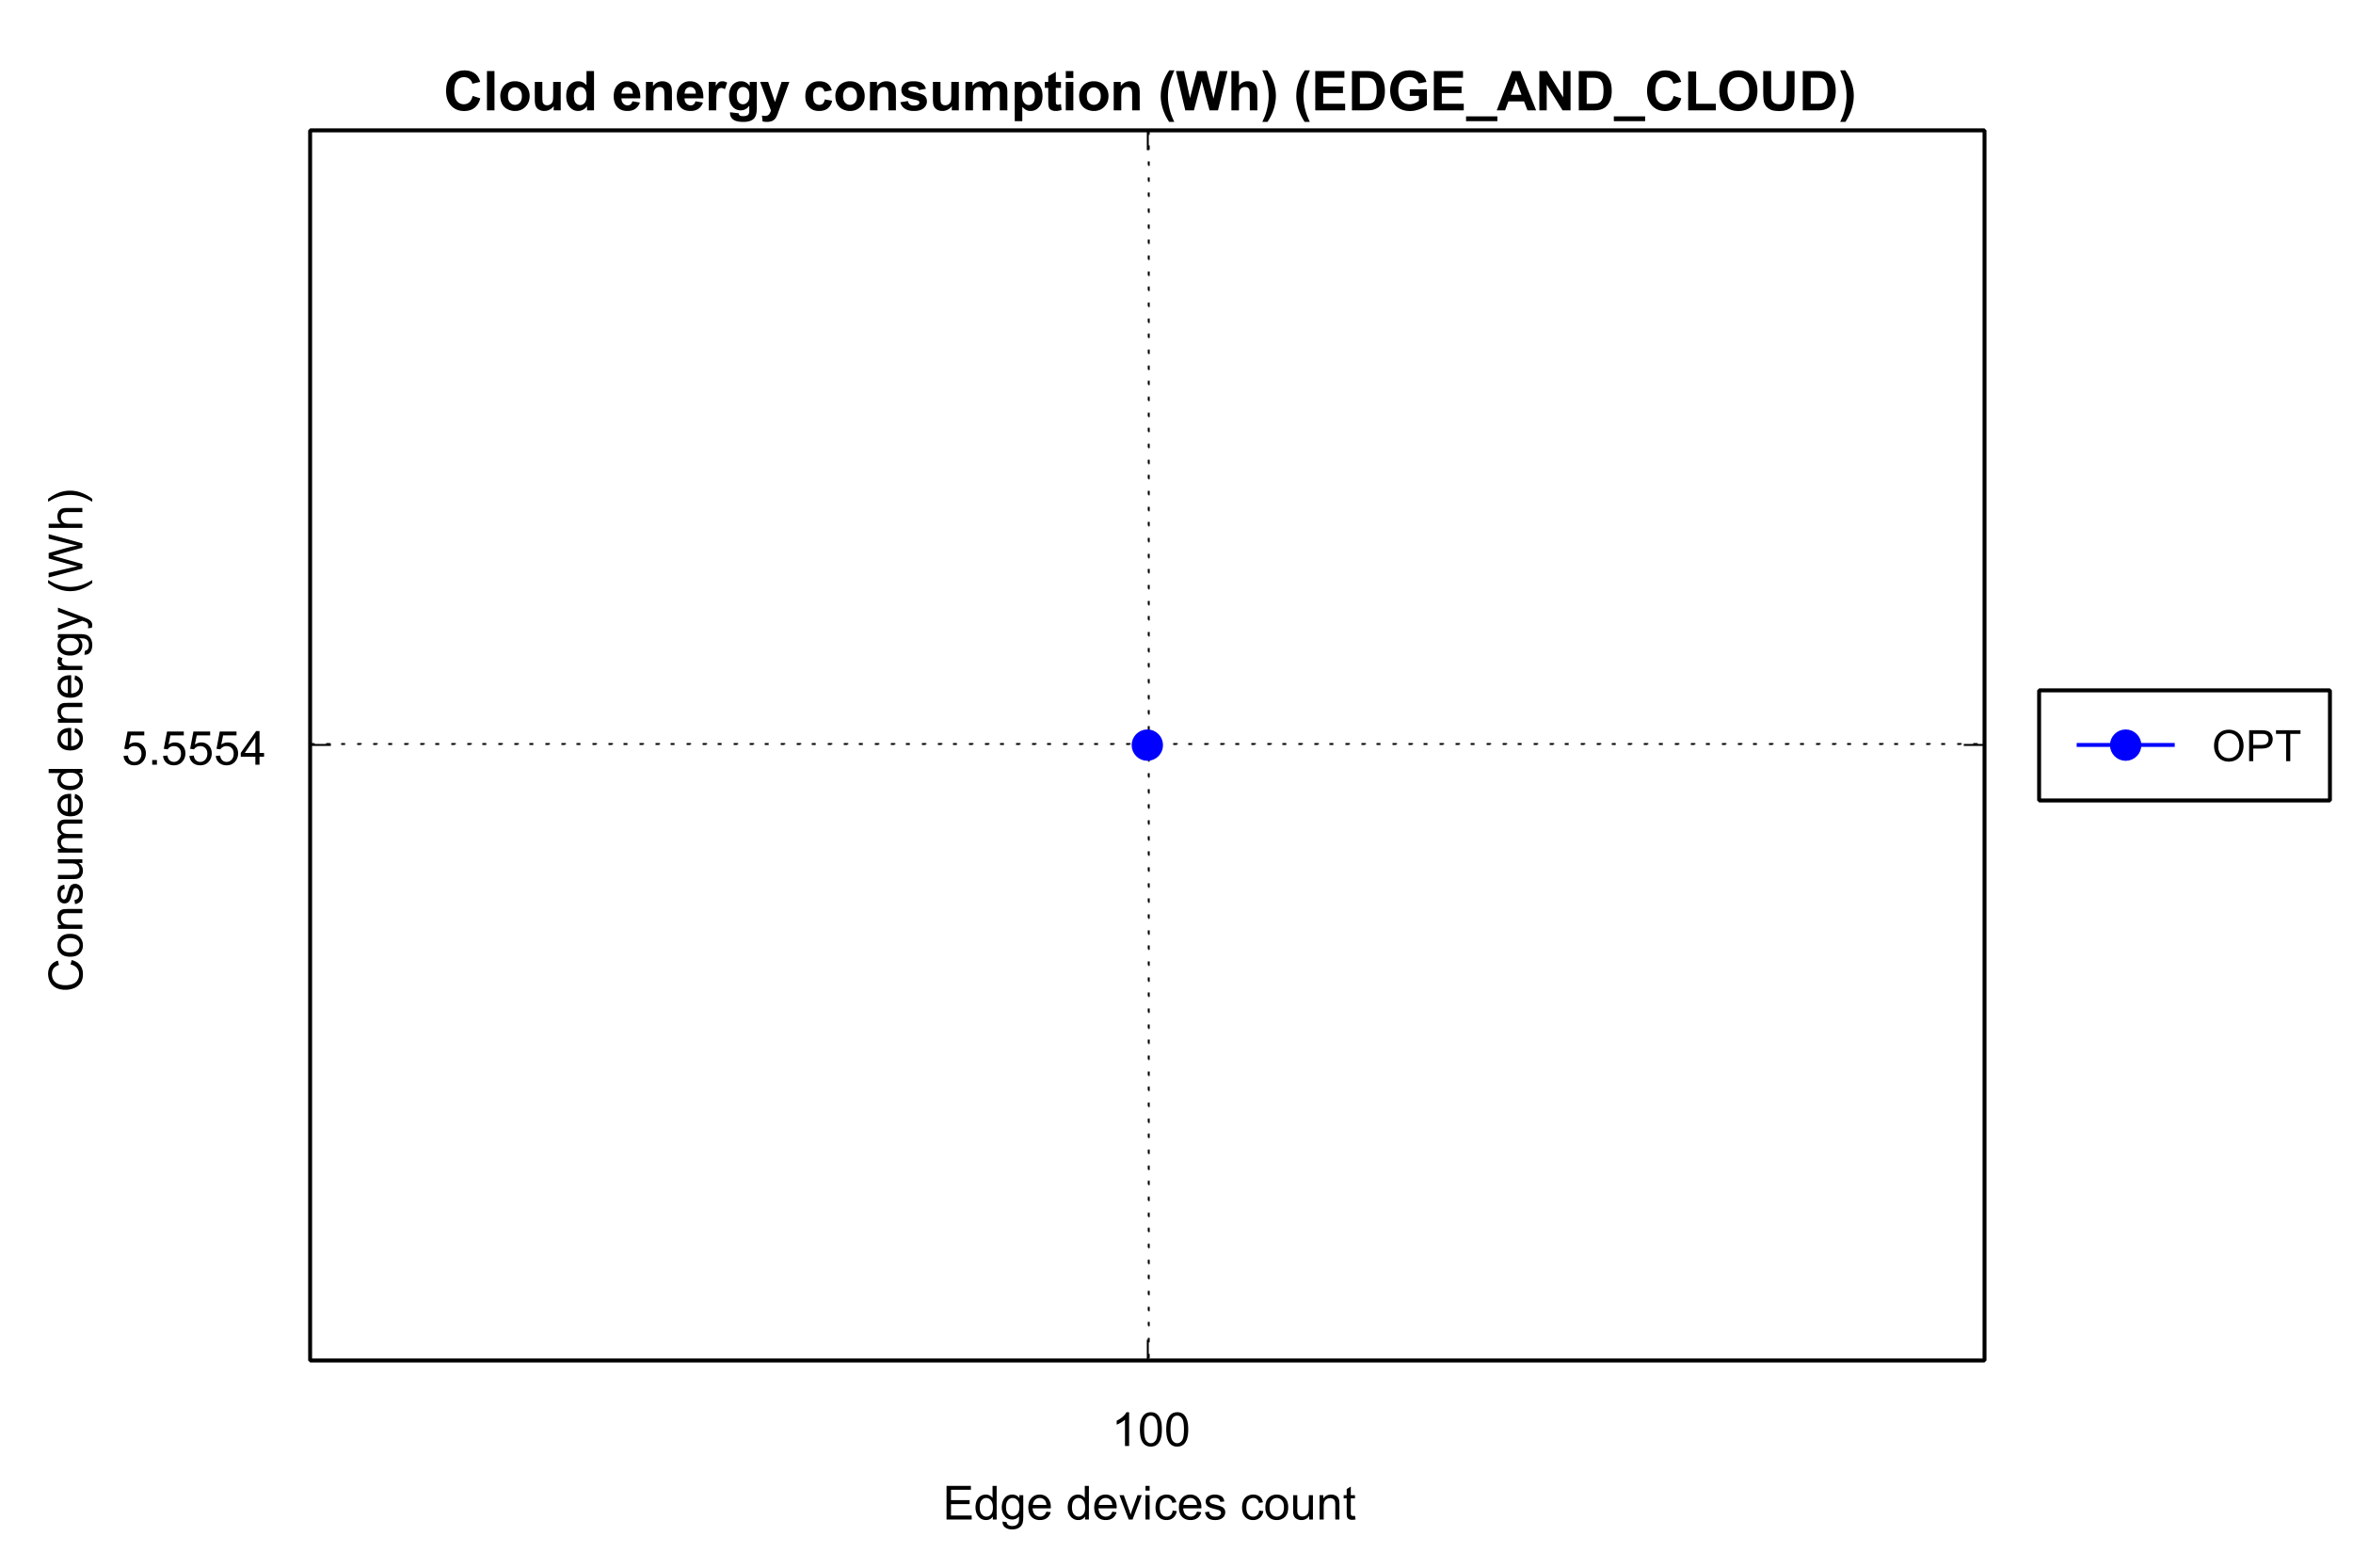 Cloud energy consumption (Wh) (EDGE_AND_CLOUD)
Consumed energy (Wh)
5.5554
OPT
100
Edge devices count